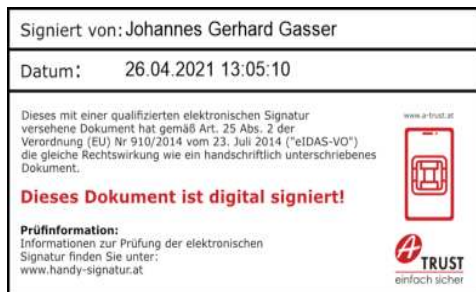 Signiert von: Johannes Gerhard Gasser
Datum: 26.04.2021 13:05:10
Dieses mit einer qualifizierten elektronischen Signatur
versehene Dokument hat gemäß Art. 25 Abs. 2 der
Verordnung (EU) Nr 910/2014 vom 23. Juli 2014 ("eIDAS-VO")
die gleiche Rechtswirkung wie ein handschriftlich unterschriebenes
Dokument.
Dieses Dokument ist digital signiert!
Prüfinformation:
Informationen zur Prüfung der elektronischen
Signatur finden Sie unter:
www.handy-signatur.at
www.a-trust.at
A TRUST
einfach sicher